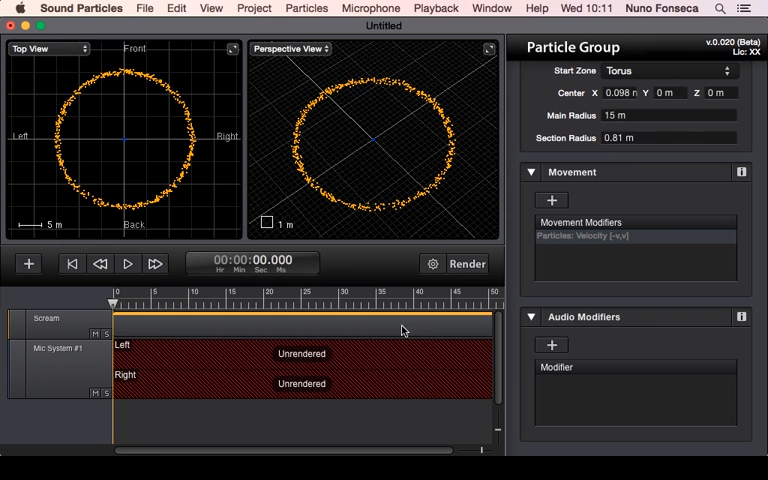 Sound Particles File Edit View Project Particles Microphone Playback Window Help Wed 10:11 Nuno Fonseca
Untitled
Top View Front
Perspective View
Left Right
Back
5 m
1 m
Particle Group
v.0.020 (Beta)
Lic: XX
Start Zone Torus
Center X 0.098 n Y 0 m Z 0 m
Main Radius 15 m
Section Radius 0.81 m
Movement
+
Movement Modifiers
Particles: Velocity [-v,v]
Audio Modifiers
+
Modifier
+ 00:00:00.000 Render
Hr Min Sec Ms
0 5 10 15 20 25 30 35 40 45 50
Scream
M S
Mic System #1
M S
Left
Unrendered
Right
Unrendered